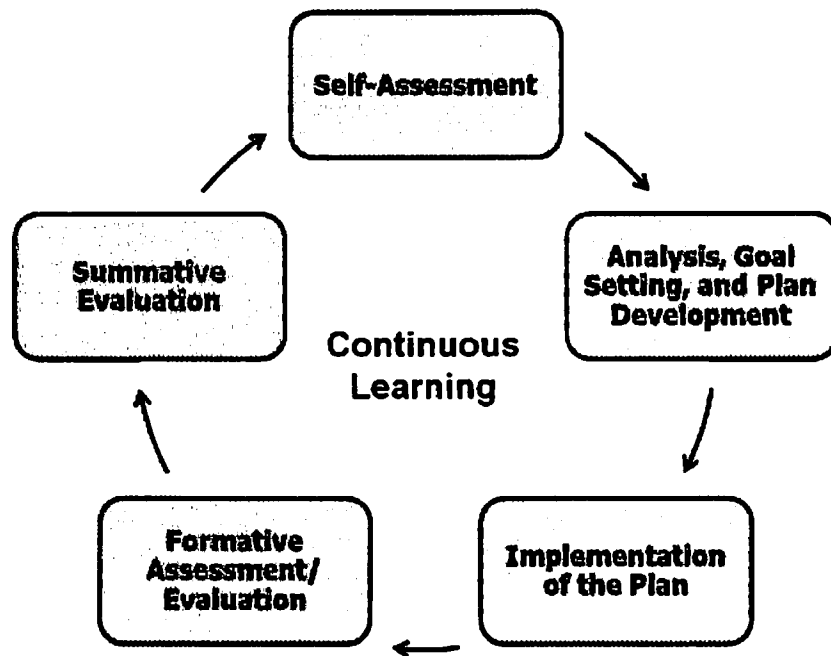 Self-Assessment
Analysis, Goal
Setting, and Plan
Development
Implementation
of the Plan
Formative
Assessment/
Evaluation
Summative
Evaluation
Continuous
Learning